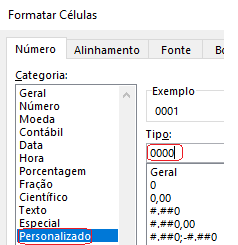 Formatar Células
Número Alinhamento Fonte
Categoria:
Geral
Número
Moeda
Contábil
Data
Hora
Porcentagem
Fração
Científico
Texto
Especial
Personalizado
Exemplo
0001
Tipo:
0000
Geral
0
0,00
#.##0
#.##0,00
#.##0;-#.##0